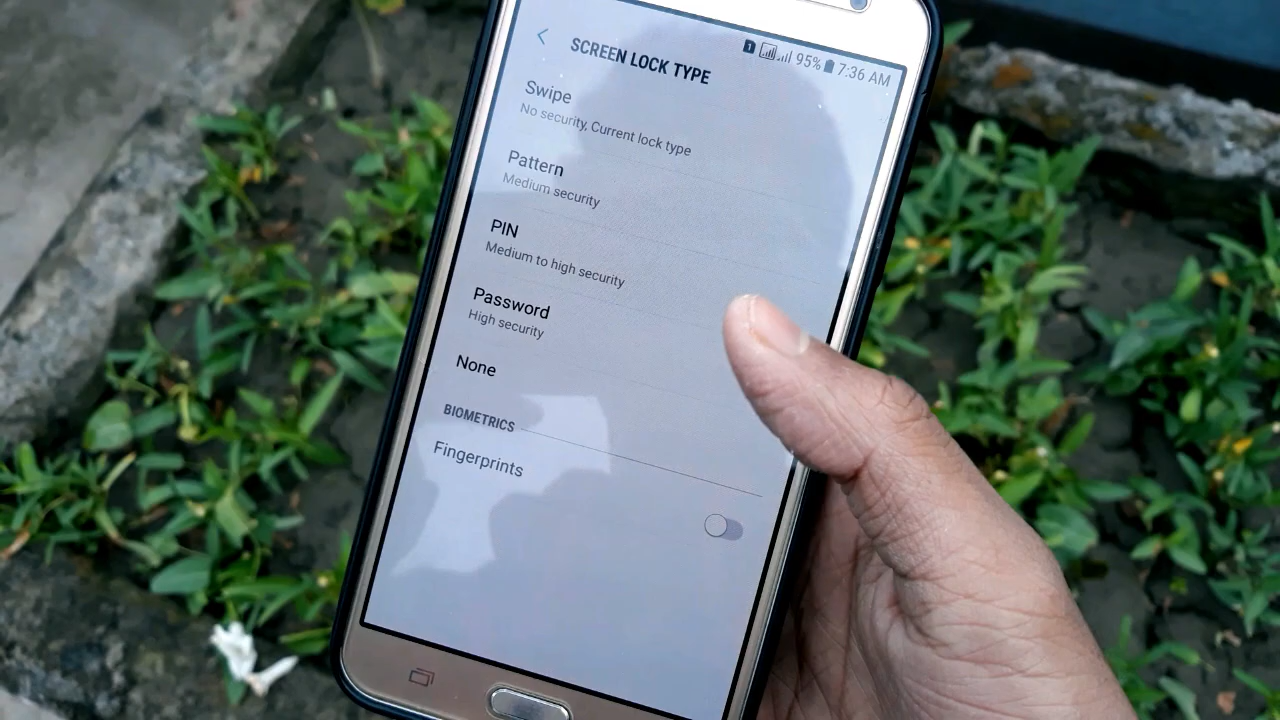 1 95% 7:36 AM
SCREEN LOCK TYPE
Swipe
No security, Current lock type
Pattern
Medium security
PIN
Medium to high security
Password
High security
None
BIOMETRICS
Fingerprints